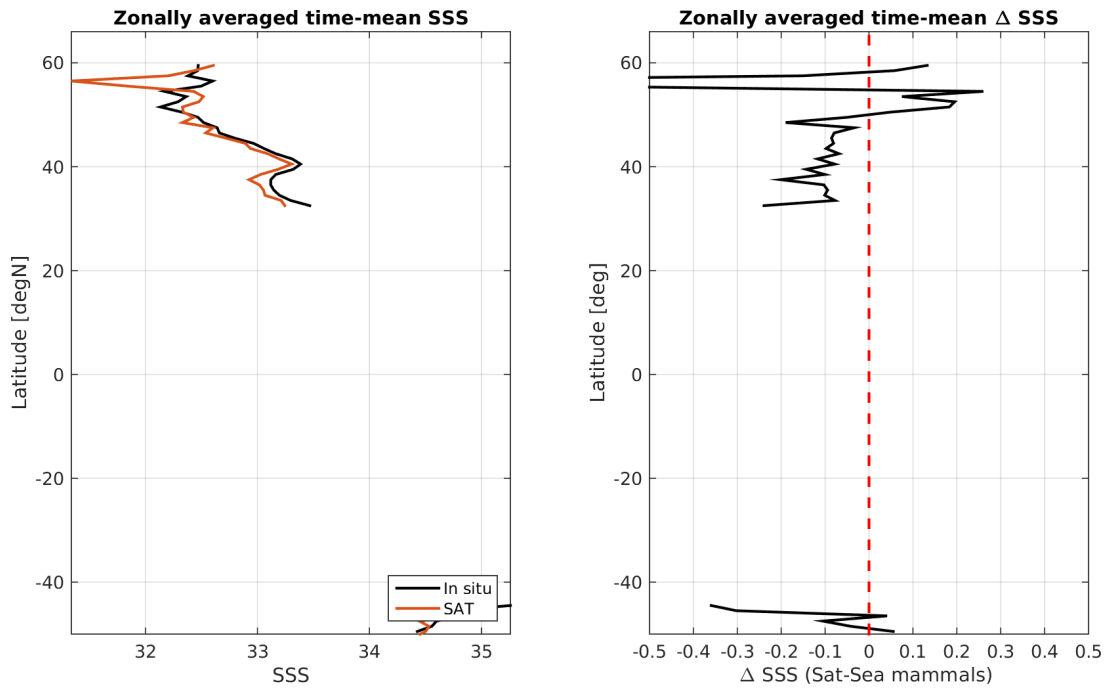 Zonally averaged time-mean SSS
60
40
20
0
-20
-40
Latitude [degN]
32
33
34
35
SSS
In situ
SAT
Zonally averaged time-mean Δ SSS
60
40
20
0
-20
-40
Latitude [deg]
-0.5 -0.4 -0.3 -0.2 -0.1 0 0.1 0.2 0.3 0.4 0.5
Δ SSS (Sat-Sea mammals)